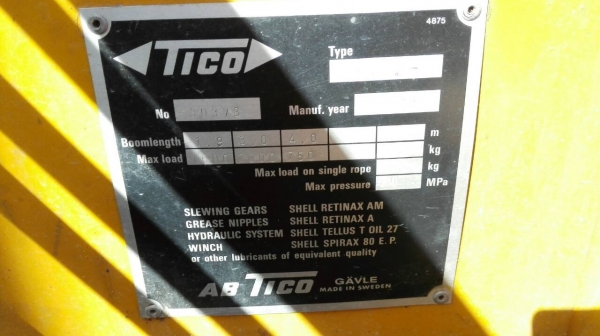 4875
TICO
Type
No
Manuf. year
Boomlength m
Max load kg
Max load on single rope kg
Max pressure MPa
SLEWING GEARS SHELL RETINAX AM
GREASE NIPPLES SHELL RETINAX A
HYDRAULIC SYSTEM SHELL TELLUS T OIL 27
WINCH SHELL SPIRAX 80 E.P.
or other lubricants of equivalent quality
AB TICO GÄVLE
MADE IN SWEDEN